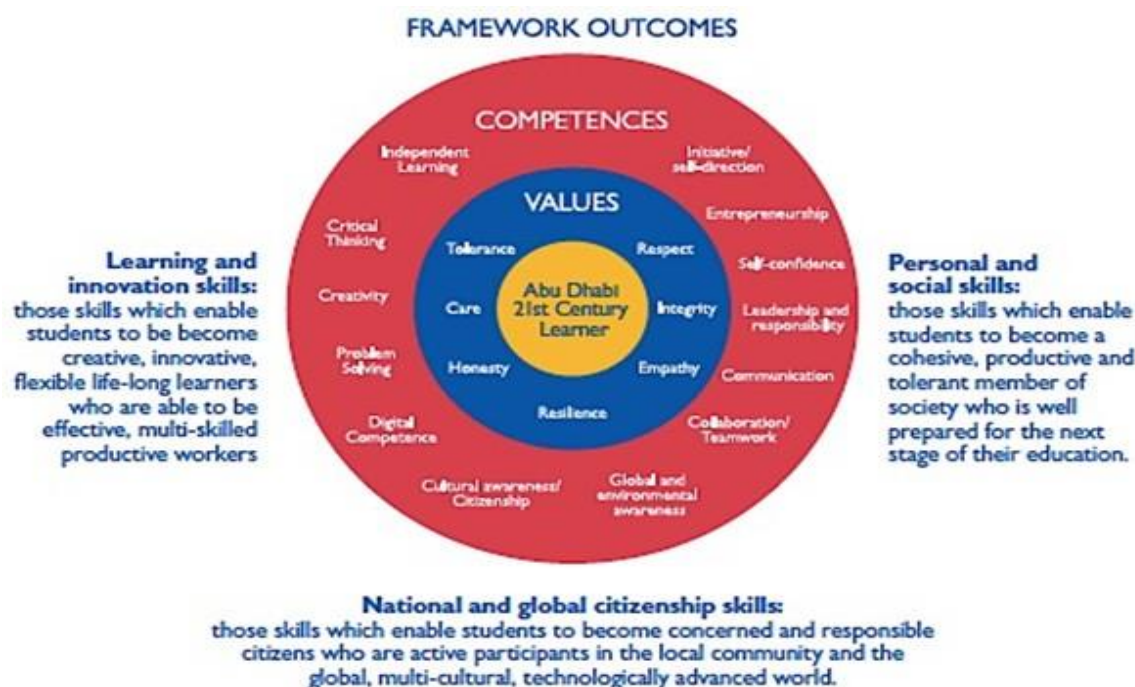 FRAMEWORK OUTCOMES
COMPETENCES
Independent
Learning
Initiative/
self-direction
VALUES
Critical
Thinking
Entrepreneurship
Tolerance
Respect
Self-confidence
Creativity
Care
Abu Dhabi
21st Century
Learner
Integrity
Leadership and
responsibility
Problem
Solving
Honesty
Empathy
Communication
Resilience
Digital
Competence
Collaboration/
Teamwork
Cultural awareness/
Citizenship
Global and
environmental
awareness
Learning and
innovation skills:
those skills which enable
students to be become
creative, innovative,
flexible life-long learners
who are able to be
effective, multi-skilled
productive workers
Personal and
social skills:
those skills which enable
students to become a
cohesive, productive and
tolerant member of
society who is well
prepared for the next
stage of their education.
National and global citizenship skills:
those skills which enable students to become concerned and responsible
citizens who are active participants in the local community and the
global, multi-cultural, technologically advanced world.